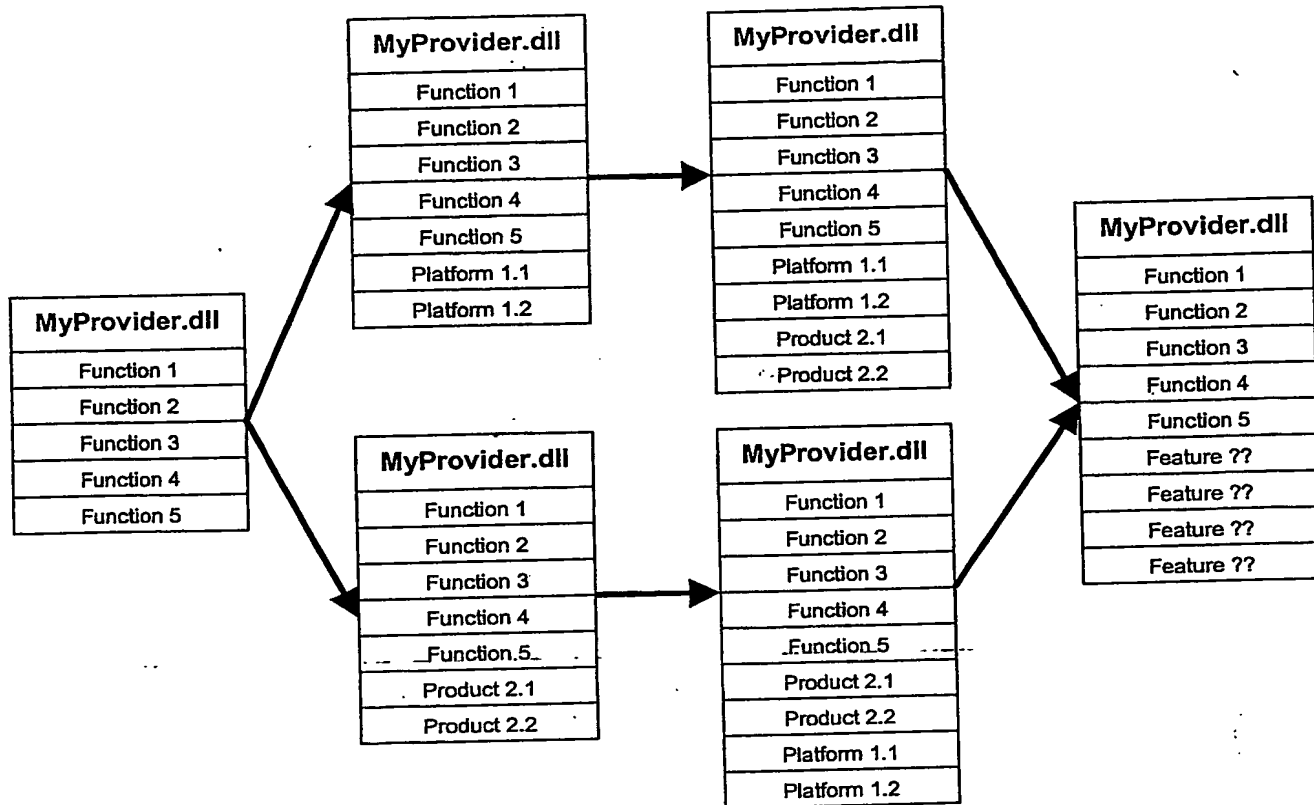 MyProvider.dll
Function 1
Function 2
Function 3
Function 4
Function 5
MyProvider.dll
Function 1
Function 2
Function 3
Function 4
Function 5
Platform 1.1
Platform 1.2
MyProvider.dll
Function 1
Function 2
Function 3
Function 4
Function 5
Platform 1.1
Platform 1.2
Product 2.1
Product 2.2
MyProvider.dll
Function 1
Function 2
Function 3
Function 4
Function 5
Product 2.1
Product 2.2
MyProvider.dll
Function 1
Function 2
Function 3
Function 4
Function 5
Product 2.1
Product 2.2
Platform 1.1
Platform 1.2
MyProvider.dll
Function 1
Function 2
Function 3
Function 4
Function 5
Feature ??
Feature ??
Feature ??
Feature ??